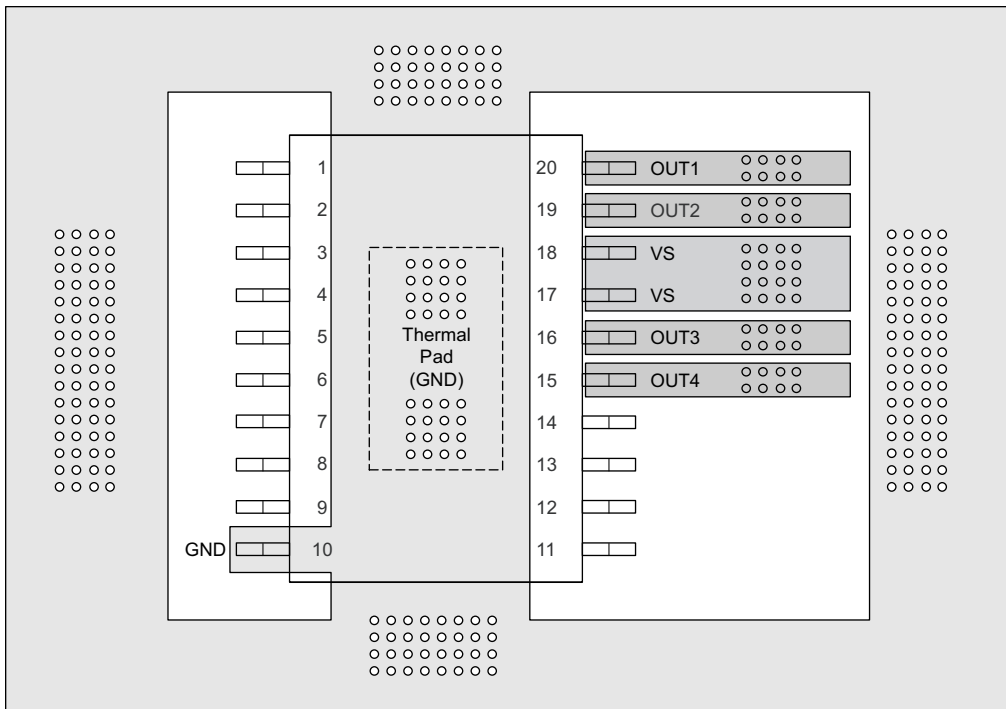 1 20 OUT1
2 19 OUT2
3 18 VS
4 17 VS
5 16 OUT3
Thermal
Pad
(GND)
6 15 OUT4
7 14
8 13
9 12
GND 10 11